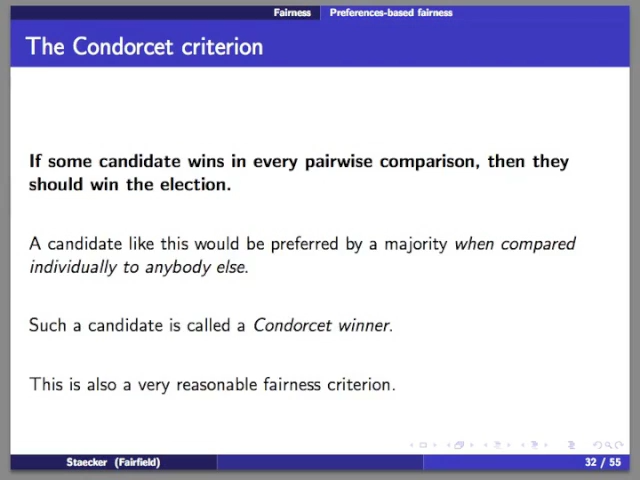 Fairness Preferences-based fairness
The Condorcet criterion
If some candidate wins in every pairwise comparison, then they
should win the election.
A candidate like this would be preferred by a majority when compared
individually to anybody else.
Such a candidate is called a Condorcet winner.
This is also a very reasonable fairness criterion.
Staecker (Fairfield) 32 / 55